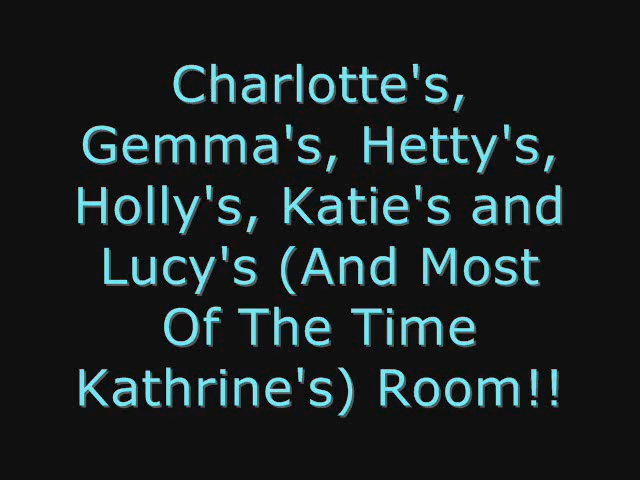 Charlotte's,
Gemma's, Hetty's,
Holly's, Katie's and
Lucy's (And Most
Of The Time
Kathrine's) Room!!